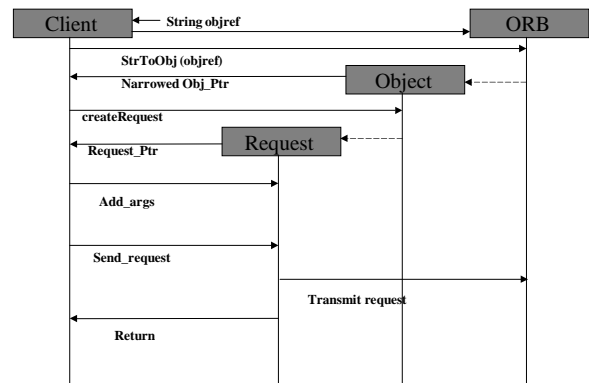 Client
String objref
ORB
StrToObj (objref)
Narrowed Obj_Ptr
Object
createRequest
Request_Ptr
Request
Add_args
Send_request
Transmit request
Return